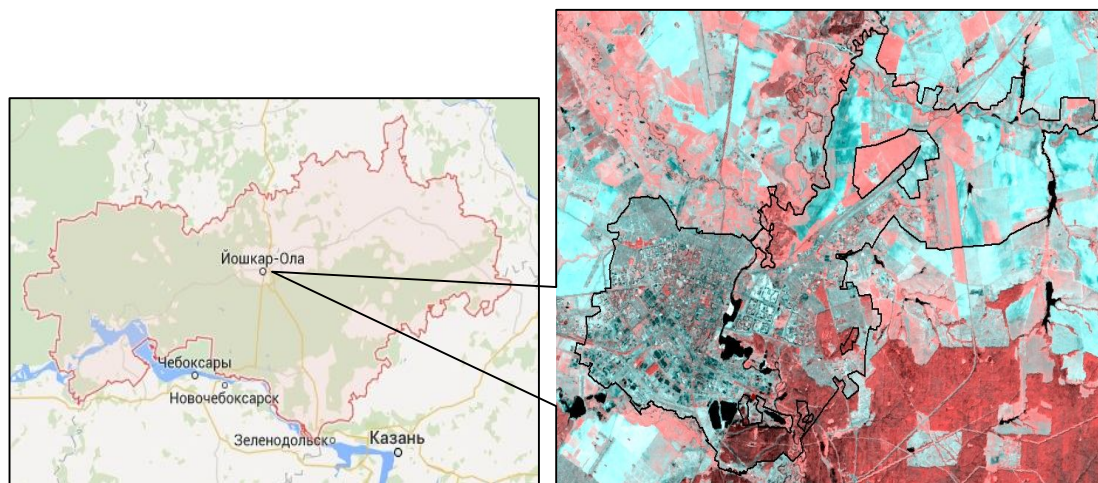 Йошкар-Ола
Чебоксары
Новочебоксарск
Зеленодольск
Казань